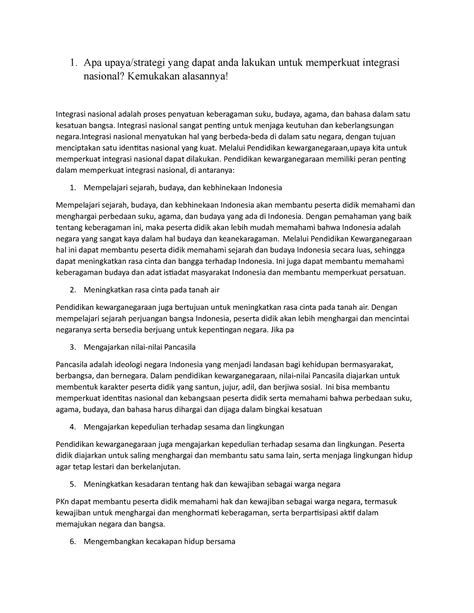 1. Apa upaya/strategi yang dapat anda lakukan untuk memperkuat integrasi
nasional? Kemukakan alasannya!
Integrasi nasional adalah proses penyatuan keberagaman suku, budaya, agama, dan bahasa dalam satu
kesatuan bangsa. Integrasi nasional sangat penting untuk menjaga keutuhan dan keberlangsungan
negara.Integrasi nasional menyatukan hal yang berbeda-beda di dalam satu negara, dengan tujuan
menciptakan satu identitas nasional yang kuat. Melalui Pendidikan Kewarganegaraan,upaya kita untuk
memperkuat integrasi nasional dapat dilakukan. Pendidikan kewarganegaraan memiliki peran penting
dalam memperkuat integrasi nasional, di antaranya:
1. Mempelajari sejarah, budaya, dan kebhinekaan Indonesia
Mempelajari sejarah, budaya, dan kebhinekaan Indonesia akan membantu peserta didik memahami dan
menghargai perbedaan suku, agama, dan budaya yang ada di Indonesia. Dengan pemahaman yang baik
tentang keberagaman ini, maka peserta didik akan lebih mudah memahami bahwa Indonesia adalah
negara yang sangat kaya dalam hal budaya dan keanekaragaman. Melalui Pendidikan Kewarganegaraan
hal ini dapat membantu peserta didik memahami sejarah dan budaya Indonesia secara luas, sehingga
dapat meningkatkan rasa cinta dan bangga terhadap Indonesia. Ini juga dapat membantu memahami
keberagaman budaya dan adat istiadat masyarakat Indonesia dan membantu memperkuat persatuan.
2. Meningkatkan rasa cinta pada tanah air
Pendidikan kewarganegaraan juga bertujuan untuk meningkatkan rasa cinta pada tanah air. Dengan
mempelajari sejarah perjuangan bangsa Indonesia, peserta didik akan lebih menghargai dan mencintai
negaranya serta bersedia berjuang untuk kepentingan negara. Jika pa
3. Mengajarkan nilai-nilai Pancasila
Pancasila adalah ideologi negara Indonesia yang menjadi landasan bagi kehidupan bermasyarakat,
berbangsa, dan bernegara. Dalam pendidikan kewarganegaraan, nilai-nilai Pancasila diajarkan untuk
membentuk karakter peserta didik yang santun, jujur, adil, dan berjiwa sosial. Ini bisa membantu
memperkuat identitas nasional dan kebangsaan peserta didik serta memahami bahwa perbedaan suku,
agama, budaya, dan bahasa harus dihargai dan dijaga dalam bingkai kesatuan
4. Mengajarkan kepedulian terhadap sesama dan lingkungan
Pendidikan kewarganegaraan juga mengajarkan kepedulian terhadap sesama dan lingkungan. Peserta
didik diajarkan untuk saling menghargai dan membantu satu sama lain, serta menjaga lingkungan hidup
agar tetap lestari dan berkelanjutan.
5. Meningkatkan kesadaran tentang hak dan kewajiban sebagai warga negara
PKn dapat membantu peserta didik memahami hak dan kewajiban sebagai warga negara, termasuk
kewajiban untuk menghargai dan menghormati keberagaman, serta berpartisipasi aktif dalam
memajukan negara dan bangsa.
6. Mengembangkan kecakapan hidup bersama